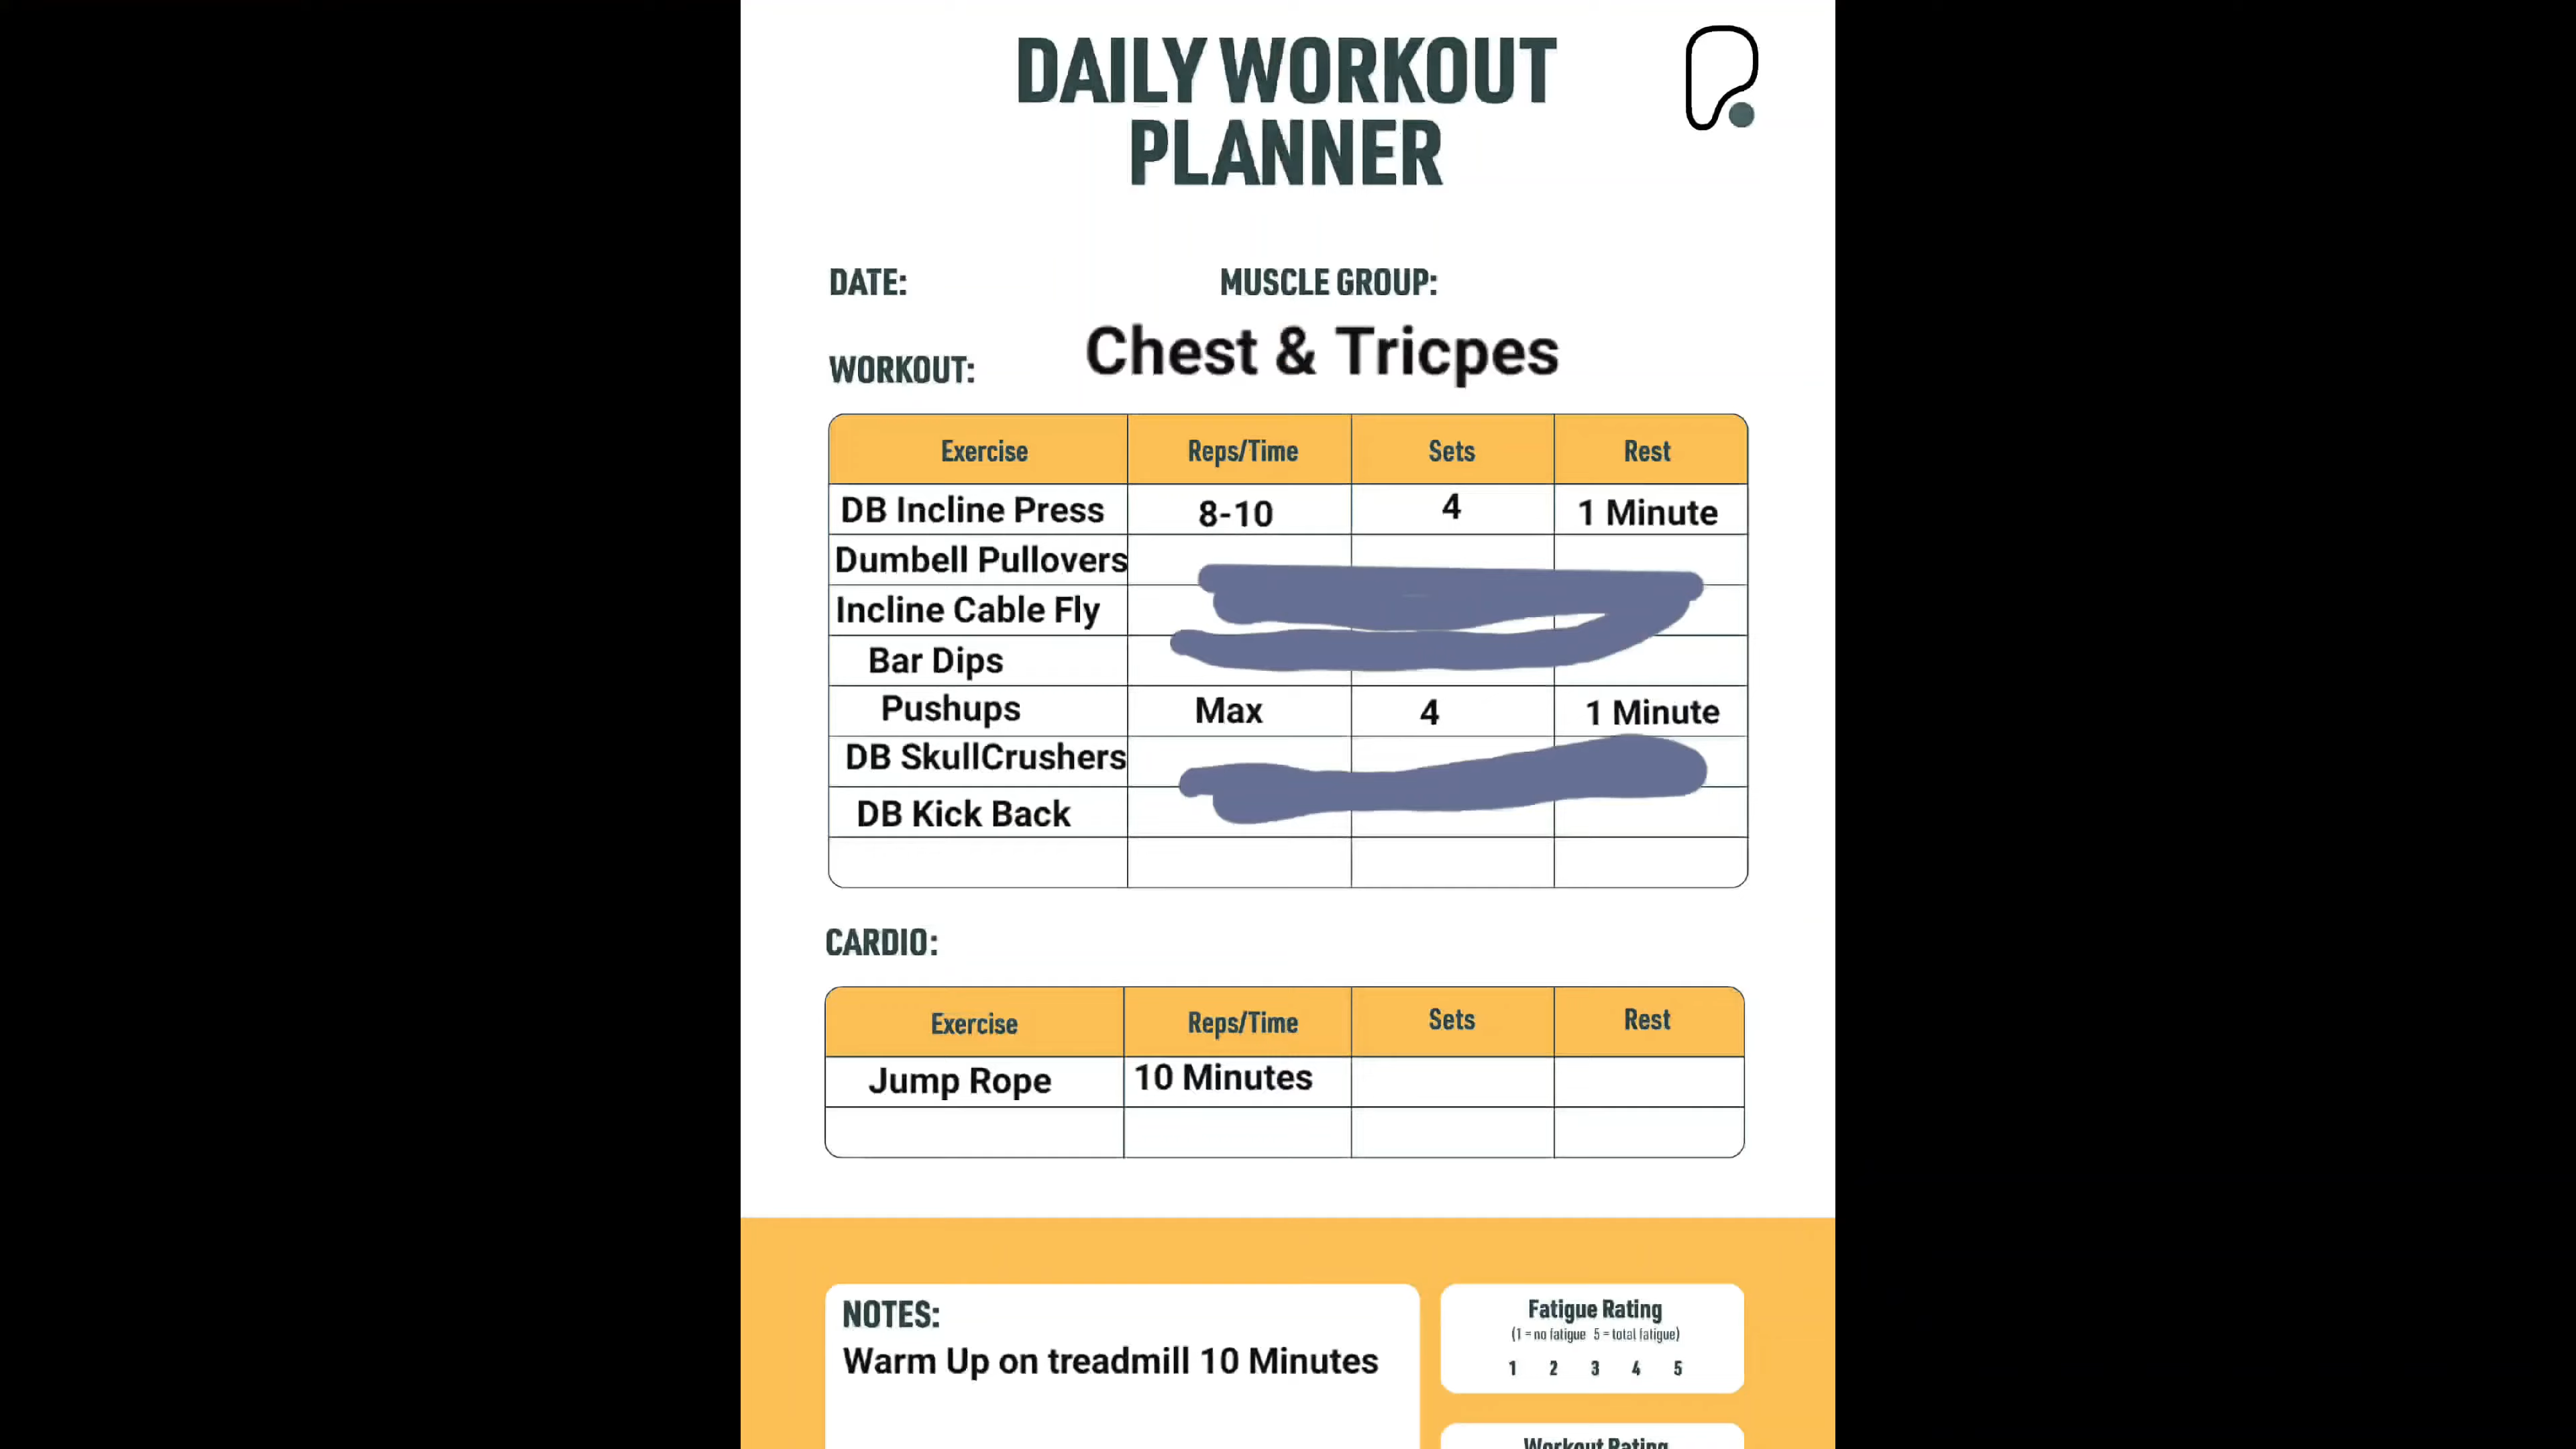 DAILY WORKOUT
PLANNER
DATE: MUSCLE GROUP:
Chest & Tricpes
WORKOUT:
Exercise Reps/Time Sets Rest
DB Incline Press 8-10 4 1 Minute
Dumbell Pullovers
Incline Cable Fly
Bar Dips
Pushups Max 4 1 Minute
DB SkullCrushers
DB Kick Back
CARDIO:
Exercise Reps/Time Sets Rest
Jump Rope 10 Minutes
NOTES:
Warm Up on treadmill 10 Minutes
Fatigue Rating
(1 = no fatigue 5 = total fatigue)
1 2 3 4 5
Workout Rating